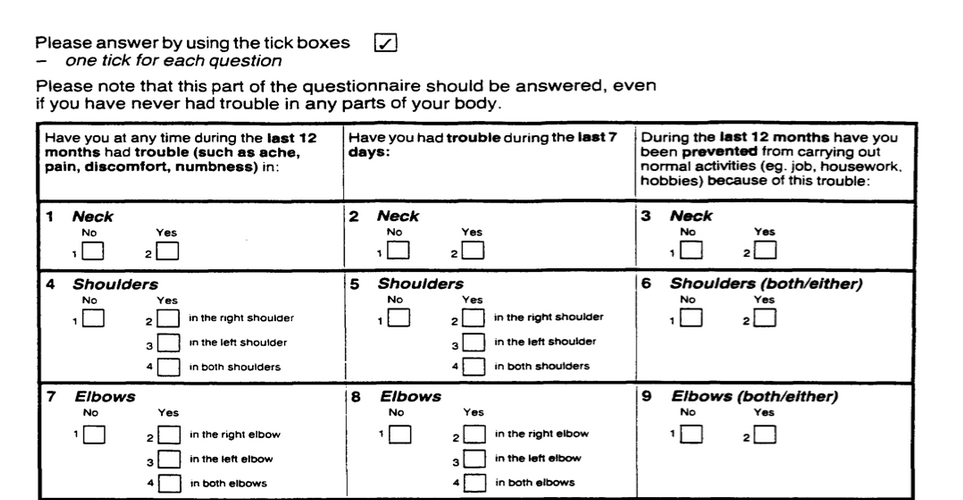 Please answer by using the tick boxes ✓
– one tick for each question
Please note that this part of the questionnaire should be answered, even
if you have never had trouble in any parts of your body.
Have you at any time during the last 12
months had trouble (such as ache,
pain, discomfort, numbness) in:
Have you had trouble during the last 7
days:
During the last 12 months have you
been prevented from carrying out
normal activities (eg. job, housework,
hobbies) because of this trouble:
1 Neck
No Yes
1 2
2 Neck
No Yes
1 2
3 Neck
No Yes
1 2
4 Shoulders
No Yes
1 2 in the right shoulder
3 in the left shoulder
4 in both shoulders
5 Shoulders
No Yes
1 2 in the right shoulder
3 in the left shoulder
4 in both shoulders
6 Shoulders (both/either)
No Yes
1 2
7 Elbows
No Yes
1 2 in the right elbow
3 in the left elbow
4 in both elbows
8 Elbows
No Yes
1 2 in the right elbow
3 in the left elbow
4 in both elbows
9 Elbows (both/either)
No Yes
1 2